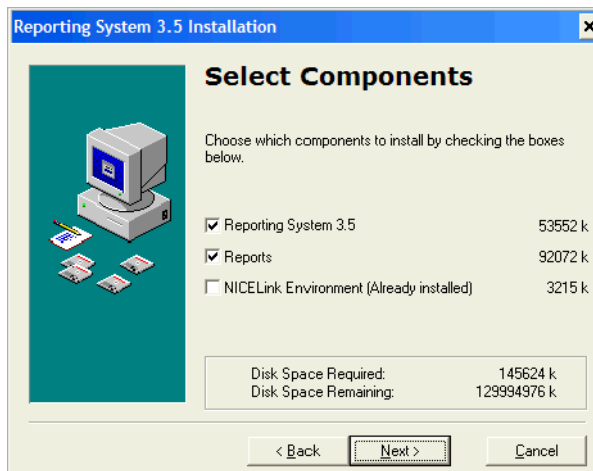 Reporting System 3.5 Installation
Select Components
Choose which components to install by checking the boxes
below.
Reporting System 3.5 53552 k
Reports 92072 k
NICELink Environment (Already installed) 3215 k
Disk Space Required: 145624 k
Disk Space Remaining: 129994976 k
< Back Next > Cancel